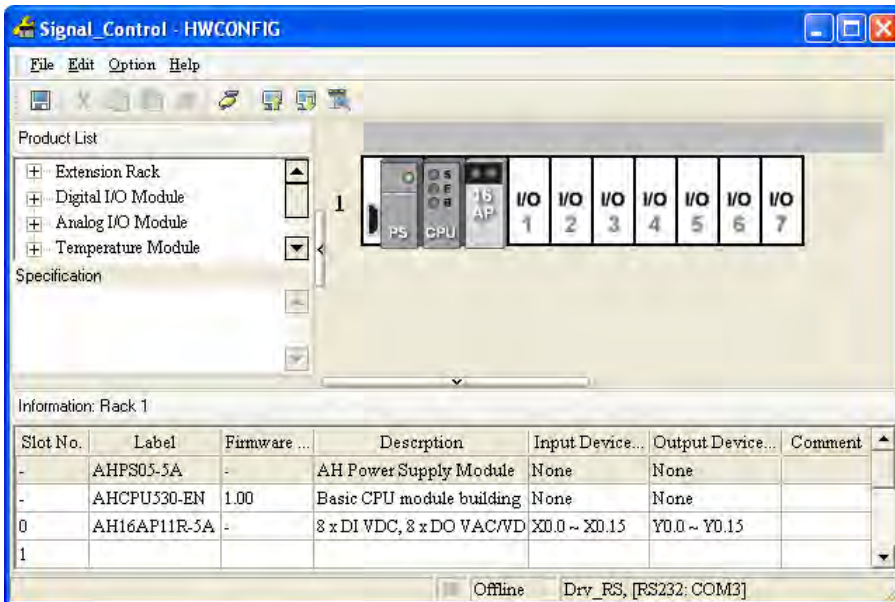 Signal_Control - HWCONFIG
File Edit Option Help
Product List
Extension Rack
Digital I/O Module
Analog I/O Module
Temperature Module
Specification
1
PS
CPU
S
E
B
16
AP
I/O 1
I/O 2
I/O 3
I/O 4
I/O 5
I/O 6
I/O 7
Information: Rack 1
Slot No. Label Firmware ... Descrption Input Device... Output Device... Comment
- AHPS05-5A - AH Power Supply Module None None
- AHCPU530-EN 1.00 Basic CPU module building None None
0 AH16AP11R-5A - 8 x DI VDC, 8 x DO VAC/VD X0.0 ~ X0.15 Y0.0 ~ Y0.15
1
Offline Drv_RS, [RS232: COM3]